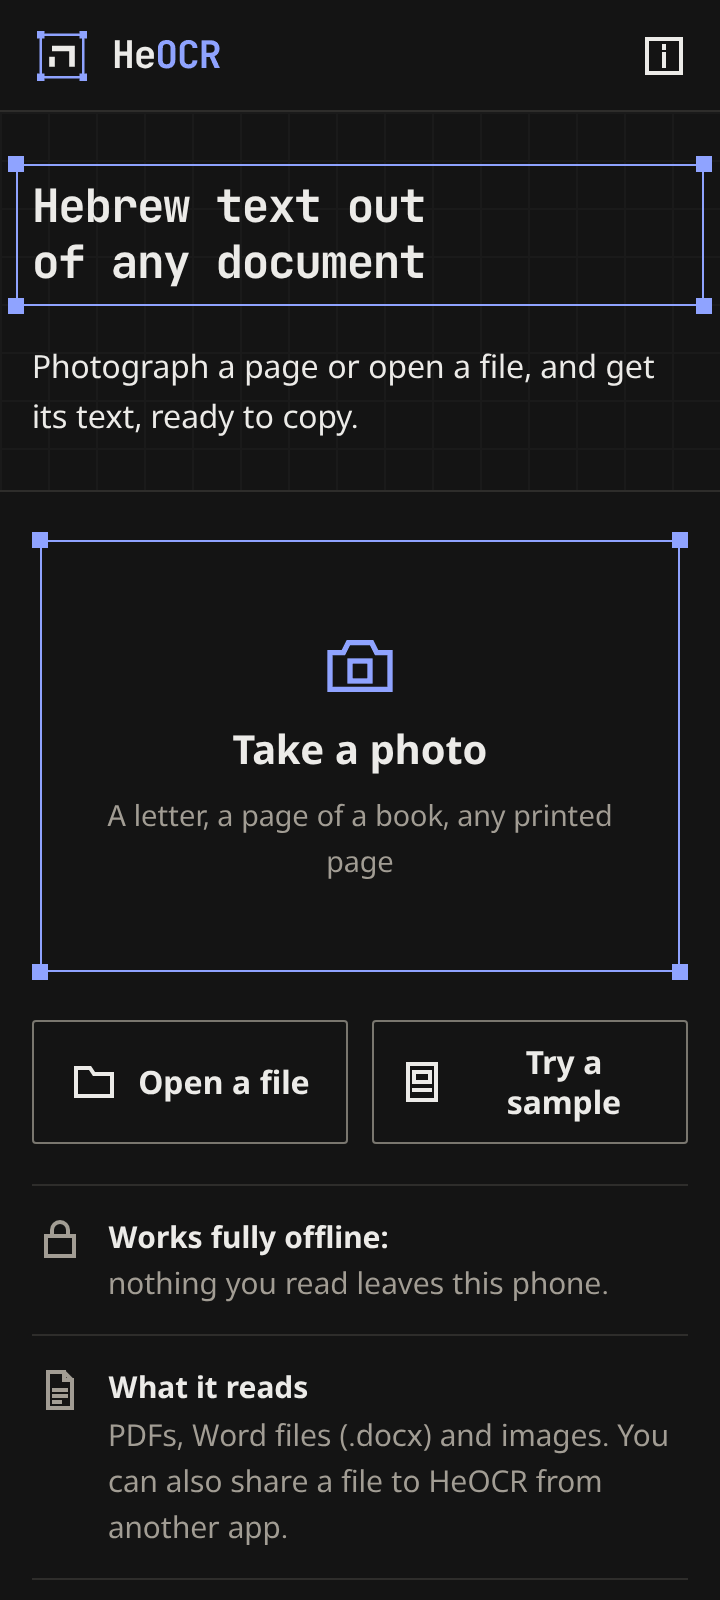 HeOCR
Hebrew text out
of any document
Photograph a page or open a file, and get
its text, ready to copy.
Take a photo
A letter, a page of a book, any printed
page
Open a file
Try a
sample
Works fully offline:
nothing you read leaves this phone.
What it reads
PDFs, Word files (.docx) and images. You
can also share a file to HeOCR from
another app.